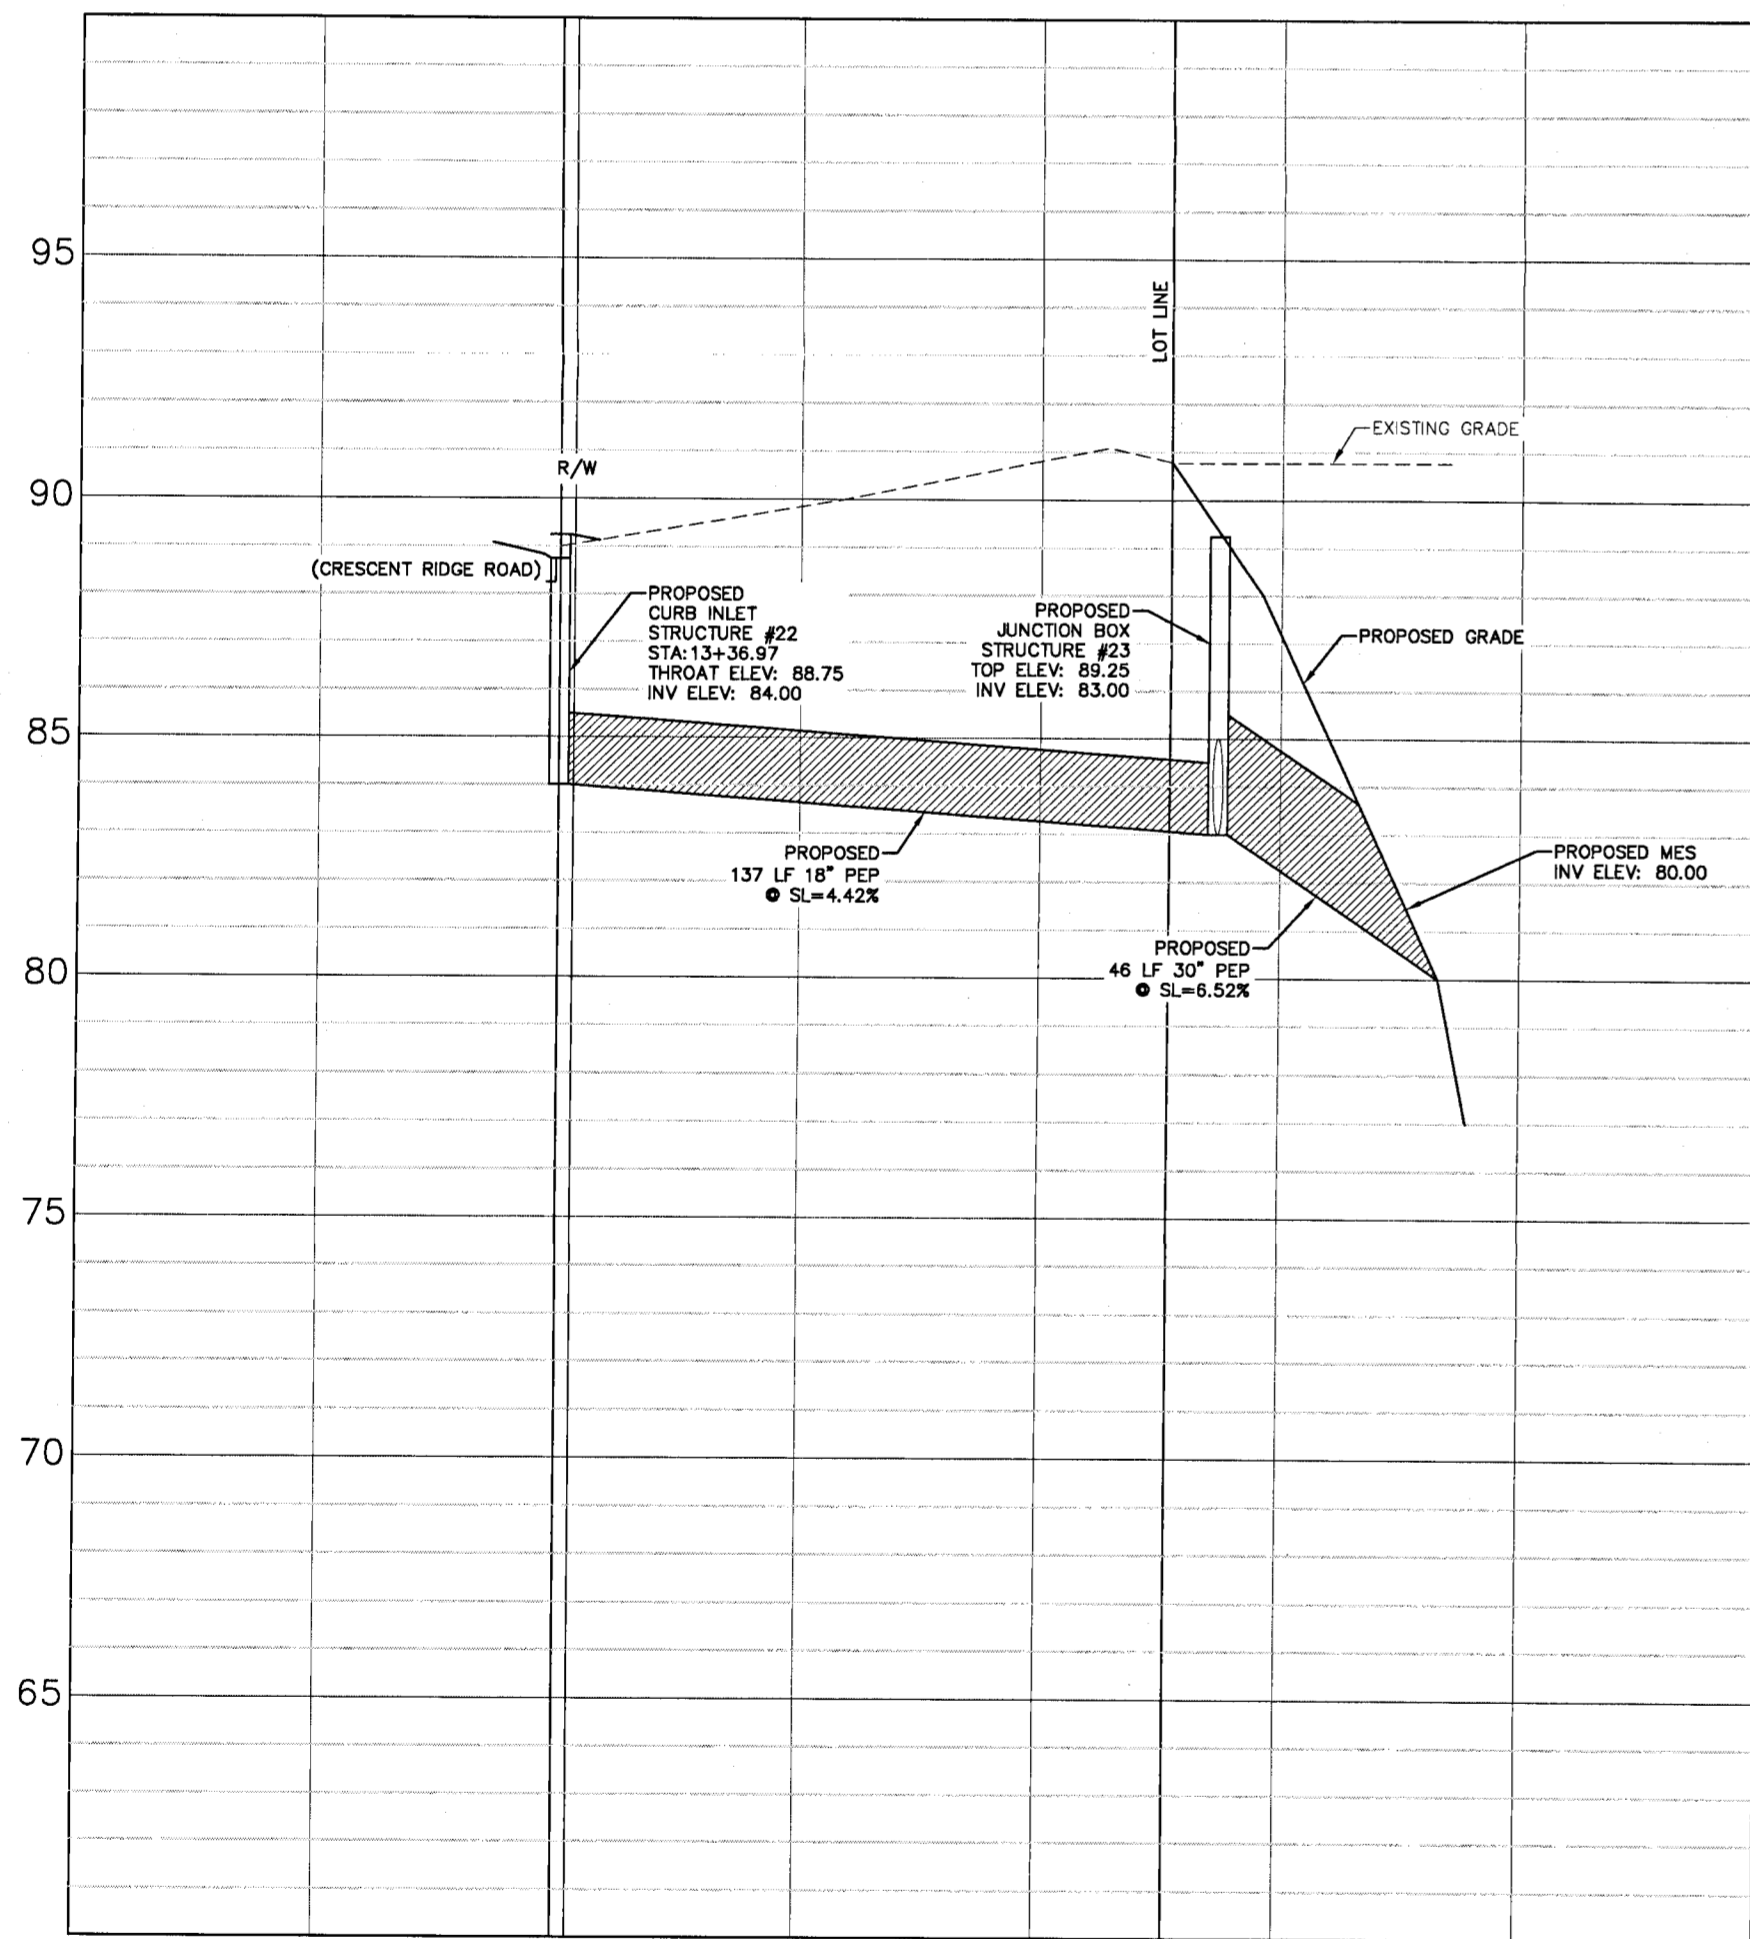 95
LOT LINE
EXISTING GRADE
R/W
90
(CRESCENT RIDGE ROAD)
PROPOSED
CURB INLET
STRUCTURE #22
STA:13+36.97
THROAT ELEV: 88.75
INV ELEV: 84.00
PROPOSED
JUNCTION BOX
STRUCTURE #23
TOP ELEV: 89.25
INV ELEV: 83.00
PROPOSED GRADE
85
PROPOSED
137 LF 18" PEP
@ SL=4.42%
PROPOSED MES
INV ELEV: 80.00
PROPOSED
46 LF 30" PEP
@ SL=6.52%
80
75
70
65